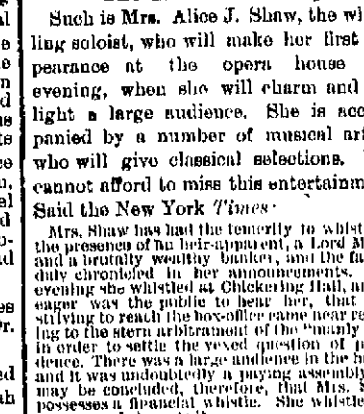 Such is Mrs. Alice J. Shaw, the whi
ling soloist, who will make her first
pearance at the opera house
evening, when she will charm and
light a large audience. She is acc
panied by a number of musical ar
who will give classical selections.
cannot afford to miss this entertainm
Said the New York Times:
Mrs. Shaw has had the temerity to whist
the presence of an heir-apparent, a Lord M
and a brutally wealthy banker, and the fa
duly chronicled in her announcements.
evening she whistled at Chickering Hall, a
eager was the public to hear her, that
striving to reach the box-office came near re
ing to the stern arbitrament of the "manly
in order to settle the vexed question of p
dence. There was a large audience in the h
and it was undoubtedly a paying assembl
may be concluded, therefore, that Mrs.
possesses a financial whistle. She whistl